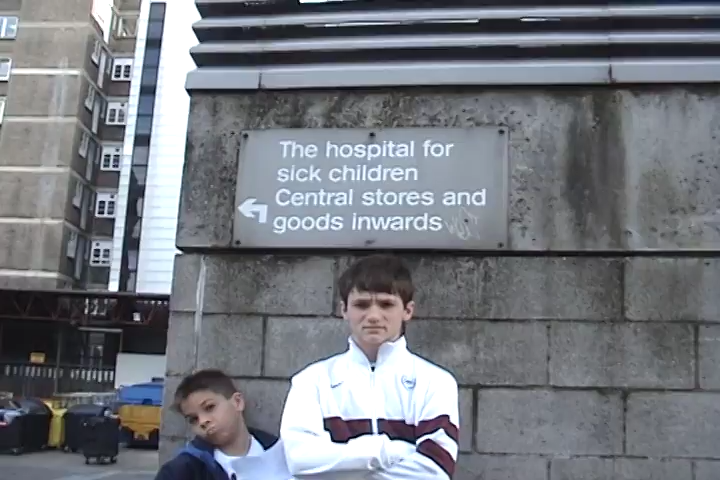 The hospital for
sick children
Central stores and
goods inwards